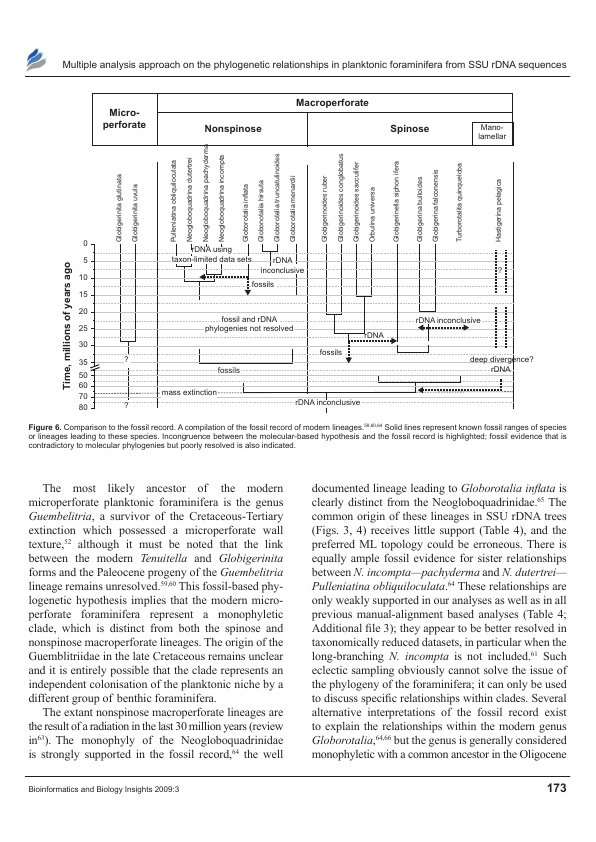 Multiple analysis approach on the phylogenetic relationships in planktonic foraminifera from SSU rDNA sequences
Micro-
perforate
Macroperforate
Nonspinose
Spinose
Mano-
lamellar
Globigerinita glutinata
Globigerinita uvula
Pulleniatina obliquiloculata
Neogloboquadrina dutertrei
Neogloboquadrina pachyderma
Neogloboquadrina incompta
Globorotalia inflata
Globorotalia hirsuta
Globorotalia truncatulinoides
Globorotalia menardii
Globigerinoides ruber
Globigerinoides conglobatus
Globigerinoides sacculifer
Orbulina universa
Globigerinella siphon ifera
Globigerina bulloides
Globigerina falconensis
Turborotalita quinqueloba
Hastigerina pelagica
Time, millions of years ago
0
5
10
15
20
25
30
35
50
60
70
80
rDNA using
taxon-limited data sets
rDNA
inconclusive
fossils
fossil and rDNA
phylogenies not resolved
fossils
fossils
rDNA
rDNA inconclusive
?
deep divergence?
rDNA
?
mass extinction
rDNA inconclusive
?
Figure 6. Comparison to the fossil record. A compilation of the fossil record of modern lineages.59,60,64 Solid lines represent known fossil ranges of species
or lineages leading to these species. Incongruence between the molecular-based hypothesis and the fossil record is highlighted; fossil evidence that is
contradictory to molecular phylogenies but poorly resolved is also indicated.
The most likely ancestor of the modern
microperforate planktonic foraminifera is the genus
Guembelitria, a survivor of the Cretaceous-Tertiary
extinction which possessed a microperforate wall
texture,52 although it must be noted that the link
between the modern Tenuitella and Globigerinita
forms and the Paleocene progeny of the Guembelitria
lineage remains unresolved.59,60 This fossil-based phy-
logenetic hypothesis implies that the modern micro-
perforate foraminifera represent a monophyletic
clade, which is distinct from both the spinose and
nonspinose macroperforate lineages. The origin of the
Guemblitriidae in the late Cretaceous remains unclear
and it is entirely possible that the clade represents an
independent colonisation of the planktonic niche by a
different group of benthic foraminifera.
The extant nonspinose macroperforate lineages are
the result of a radiation in the last 30 million years (review
in63). The monophyly of the Neogloboquadrinidae
is strongly supported in the fossil record,64 the well
documented lineage leading to Globorotalia inflata is
clearly distinct from the Neogloboquadrinidae.65 The
common origin of these lineages in SSU rDNA trees
(Figs. 3, 4) receives little support (Table 4), and the
preferred ML topology could be erroneous. There is
equally ample fossil evidence for sister relationships
between N. incompta—pachyderma and N. dutertrei—
Pulleniatina obliquiloculata.64 These relationships are
only weakly supported in our analyses as well as in all
previous manual-alignment based analyses (Table 4;
Additional file 3); they appear to be better resolved in
taxonomically reduced datasets, in particular when the
long-branching N. incompta is not included.61 Such
eclectic sampling obviously cannot solve the issue of
the phylogeny of the foraminifera; it can only be used
to discuss specific relationships within clades. Several
alternative interpretations of the fossil record exist
to explain the relationships within the modern genus
Globorotalia,64,66 but the genus is generally considered
monophyletic with a common ancestor in the Oligocene
Bioinformatics and Biology Insights 2009:3
173